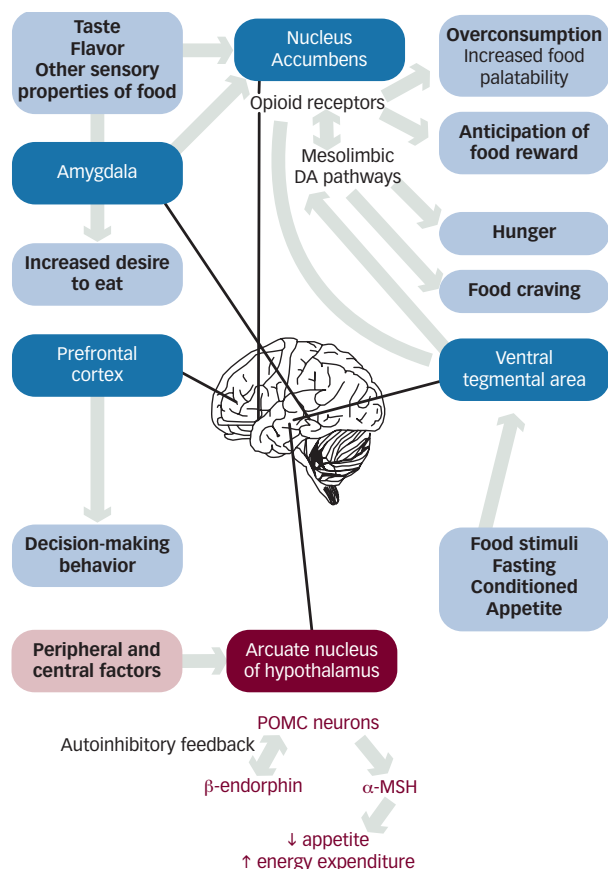 Taste
Flavor
Other sensory
properties of food
Nucleus
Accumbens
Overconsumption
Increased food
palatability
Opioid receptors
Anticipation of
food reward
Amygdala
Mesolimbic
DA pathways
Hunger
Increased desire
to eat
Food craving
Prefrontal
cortex
Ventral
tegmental area
Decision-making
behavior
Food stimuli
Fasting
Conditioned
Appetite
Peripheral and
central factors
Arcuate nucleus
of hypothalamus
POMC neurons
Autoinhibitory feedback
β-endorphin
α-MSH
↓ appetite
↑ energy expenditure